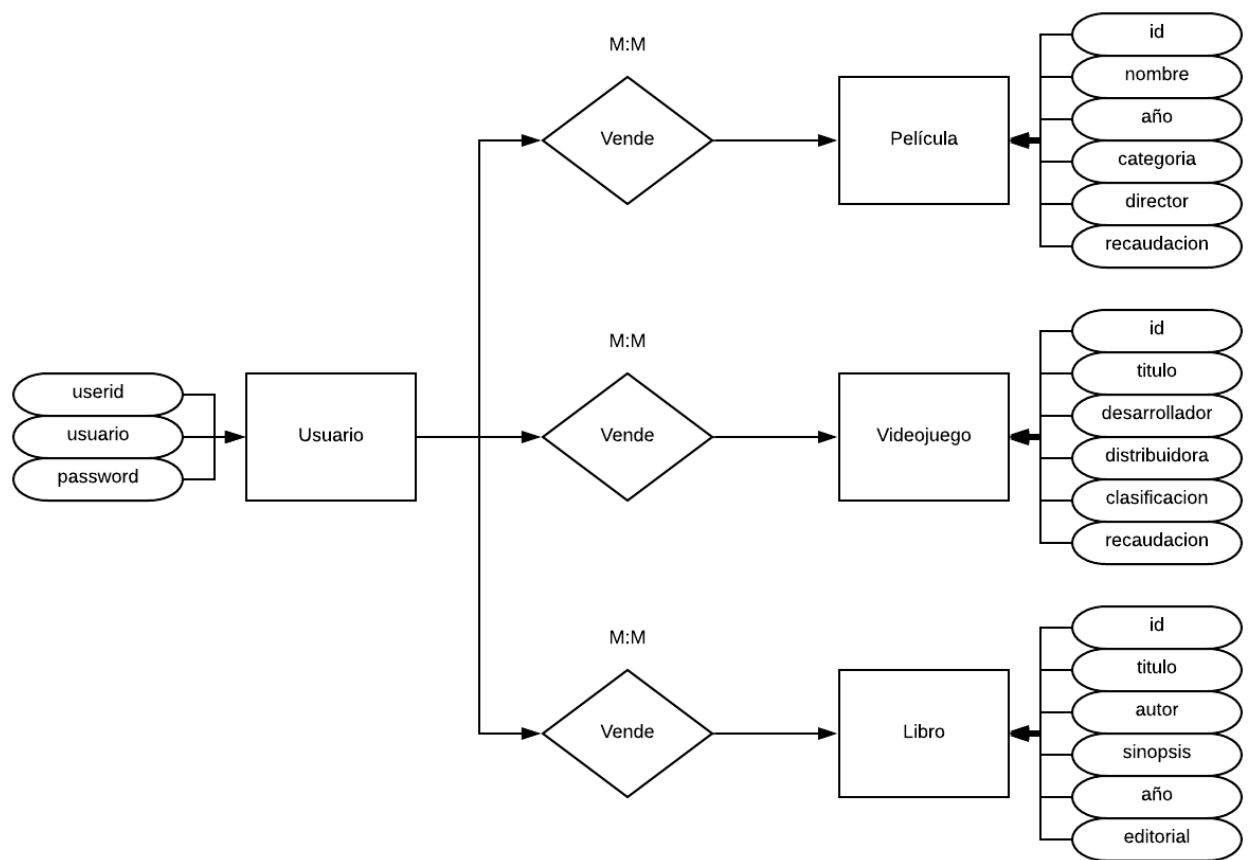 M:M
Vende
Película
id
nombre
año
categoria
director
recaudacion
userid
usuario
password
Usuario
M:M
Vende
Videojuego
id
titulo
desarrollador
distribuidora
clasificacion
recaudacion
M:M
Vende
Libro
id
titulo
autor
sinopsis
año
editorial